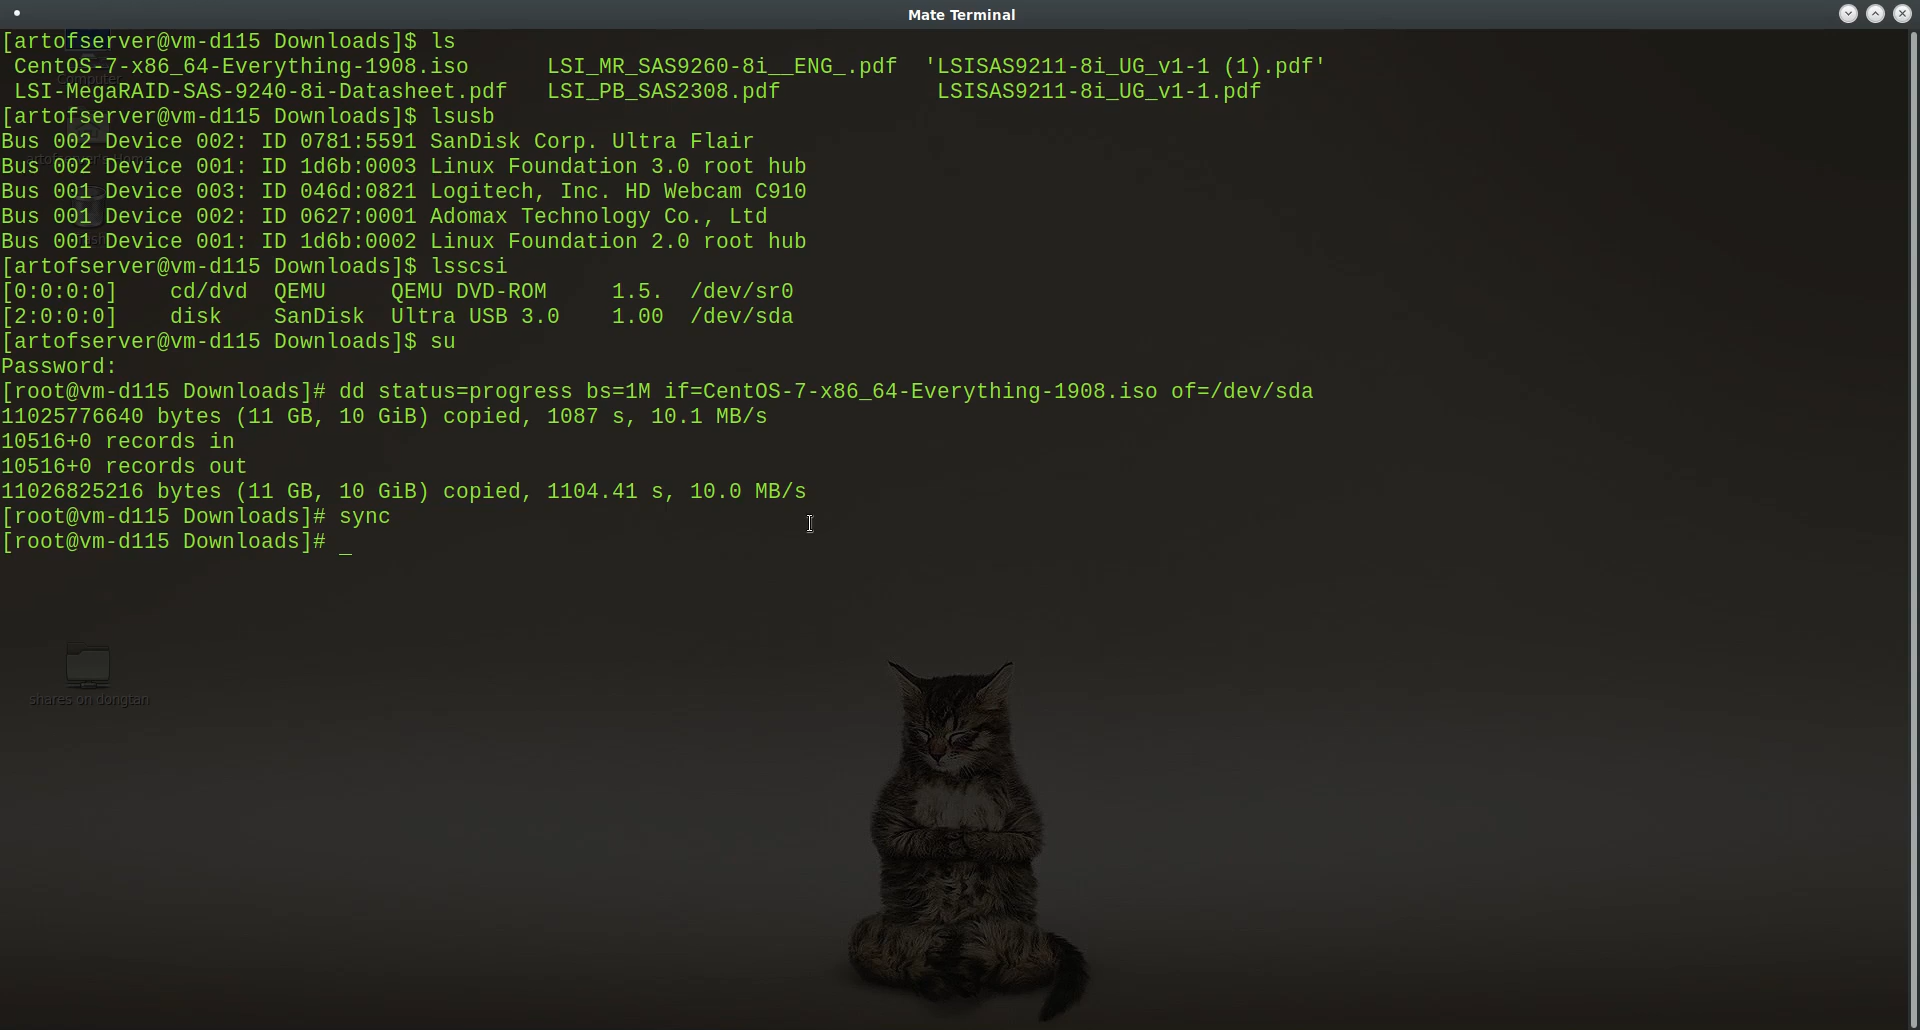 Mate Terminal
[artofserver@vm-d115 Downloads]$ ls
CentOS-7-x86_64-Everything-1908.iso LSI_MR_SAS9260-8i__ENG_.pdf 'LSISAS9211-8i_UG_v1-1 (1).pdf'
LSI-MegaRAID-SAS-9240-8i-Datasheet.pdf LSI_PB_SAS2308.pdf LSISAS9211-8i_UG_v1-1.pdf
[artofserver@vm-d115 Downloads]$ lsusb
Bus 002 Device 002: ID 0781:5591 SanDisk Corp. Ultra Flair
Bus 002 Device 001: ID 1d6b:0003 Linux Foundation 3.0 root hub
Bus 001 Device 003: ID 046d:0821 Logitech, Inc. HD Webcam C910
Bus 001 Device 002: ID 0627:0001 Adomax Technology Co., Ltd
Bus 001 Device 001: ID 1d6b:0002 Linux Foundation 2.0 root hub
[artofserver@vm-d115 Downloads]$ lsscsi
[0:0:0:0] cd/dvd QEMU QEMU DVD-ROM 1.5. /dev/sr0
[2:0:0:0] disk SanDisk Ultra USB 3.0 1.00 /dev/sda
[artofserver@vm-d115 Downloads]$ su
Password:
[root@vm-d115 Downloads]# dd status=progress bs=1M if=CentOS-7-x86_64-Everything-1908.iso of=/dev/sda
11025776640 bytes (11 GB, 10 GiB) copied, 1087 s, 10.1 MB/s
10516+0 records in
10516+0 records out
11026825216 bytes (11 GB, 10 GiB) copied, 1104.41 s, 10.0 MB/s
[root@vm-d115 Downloads]# sync
[root@vm-d115 Downloads]# _
Computer
shares on dongtan